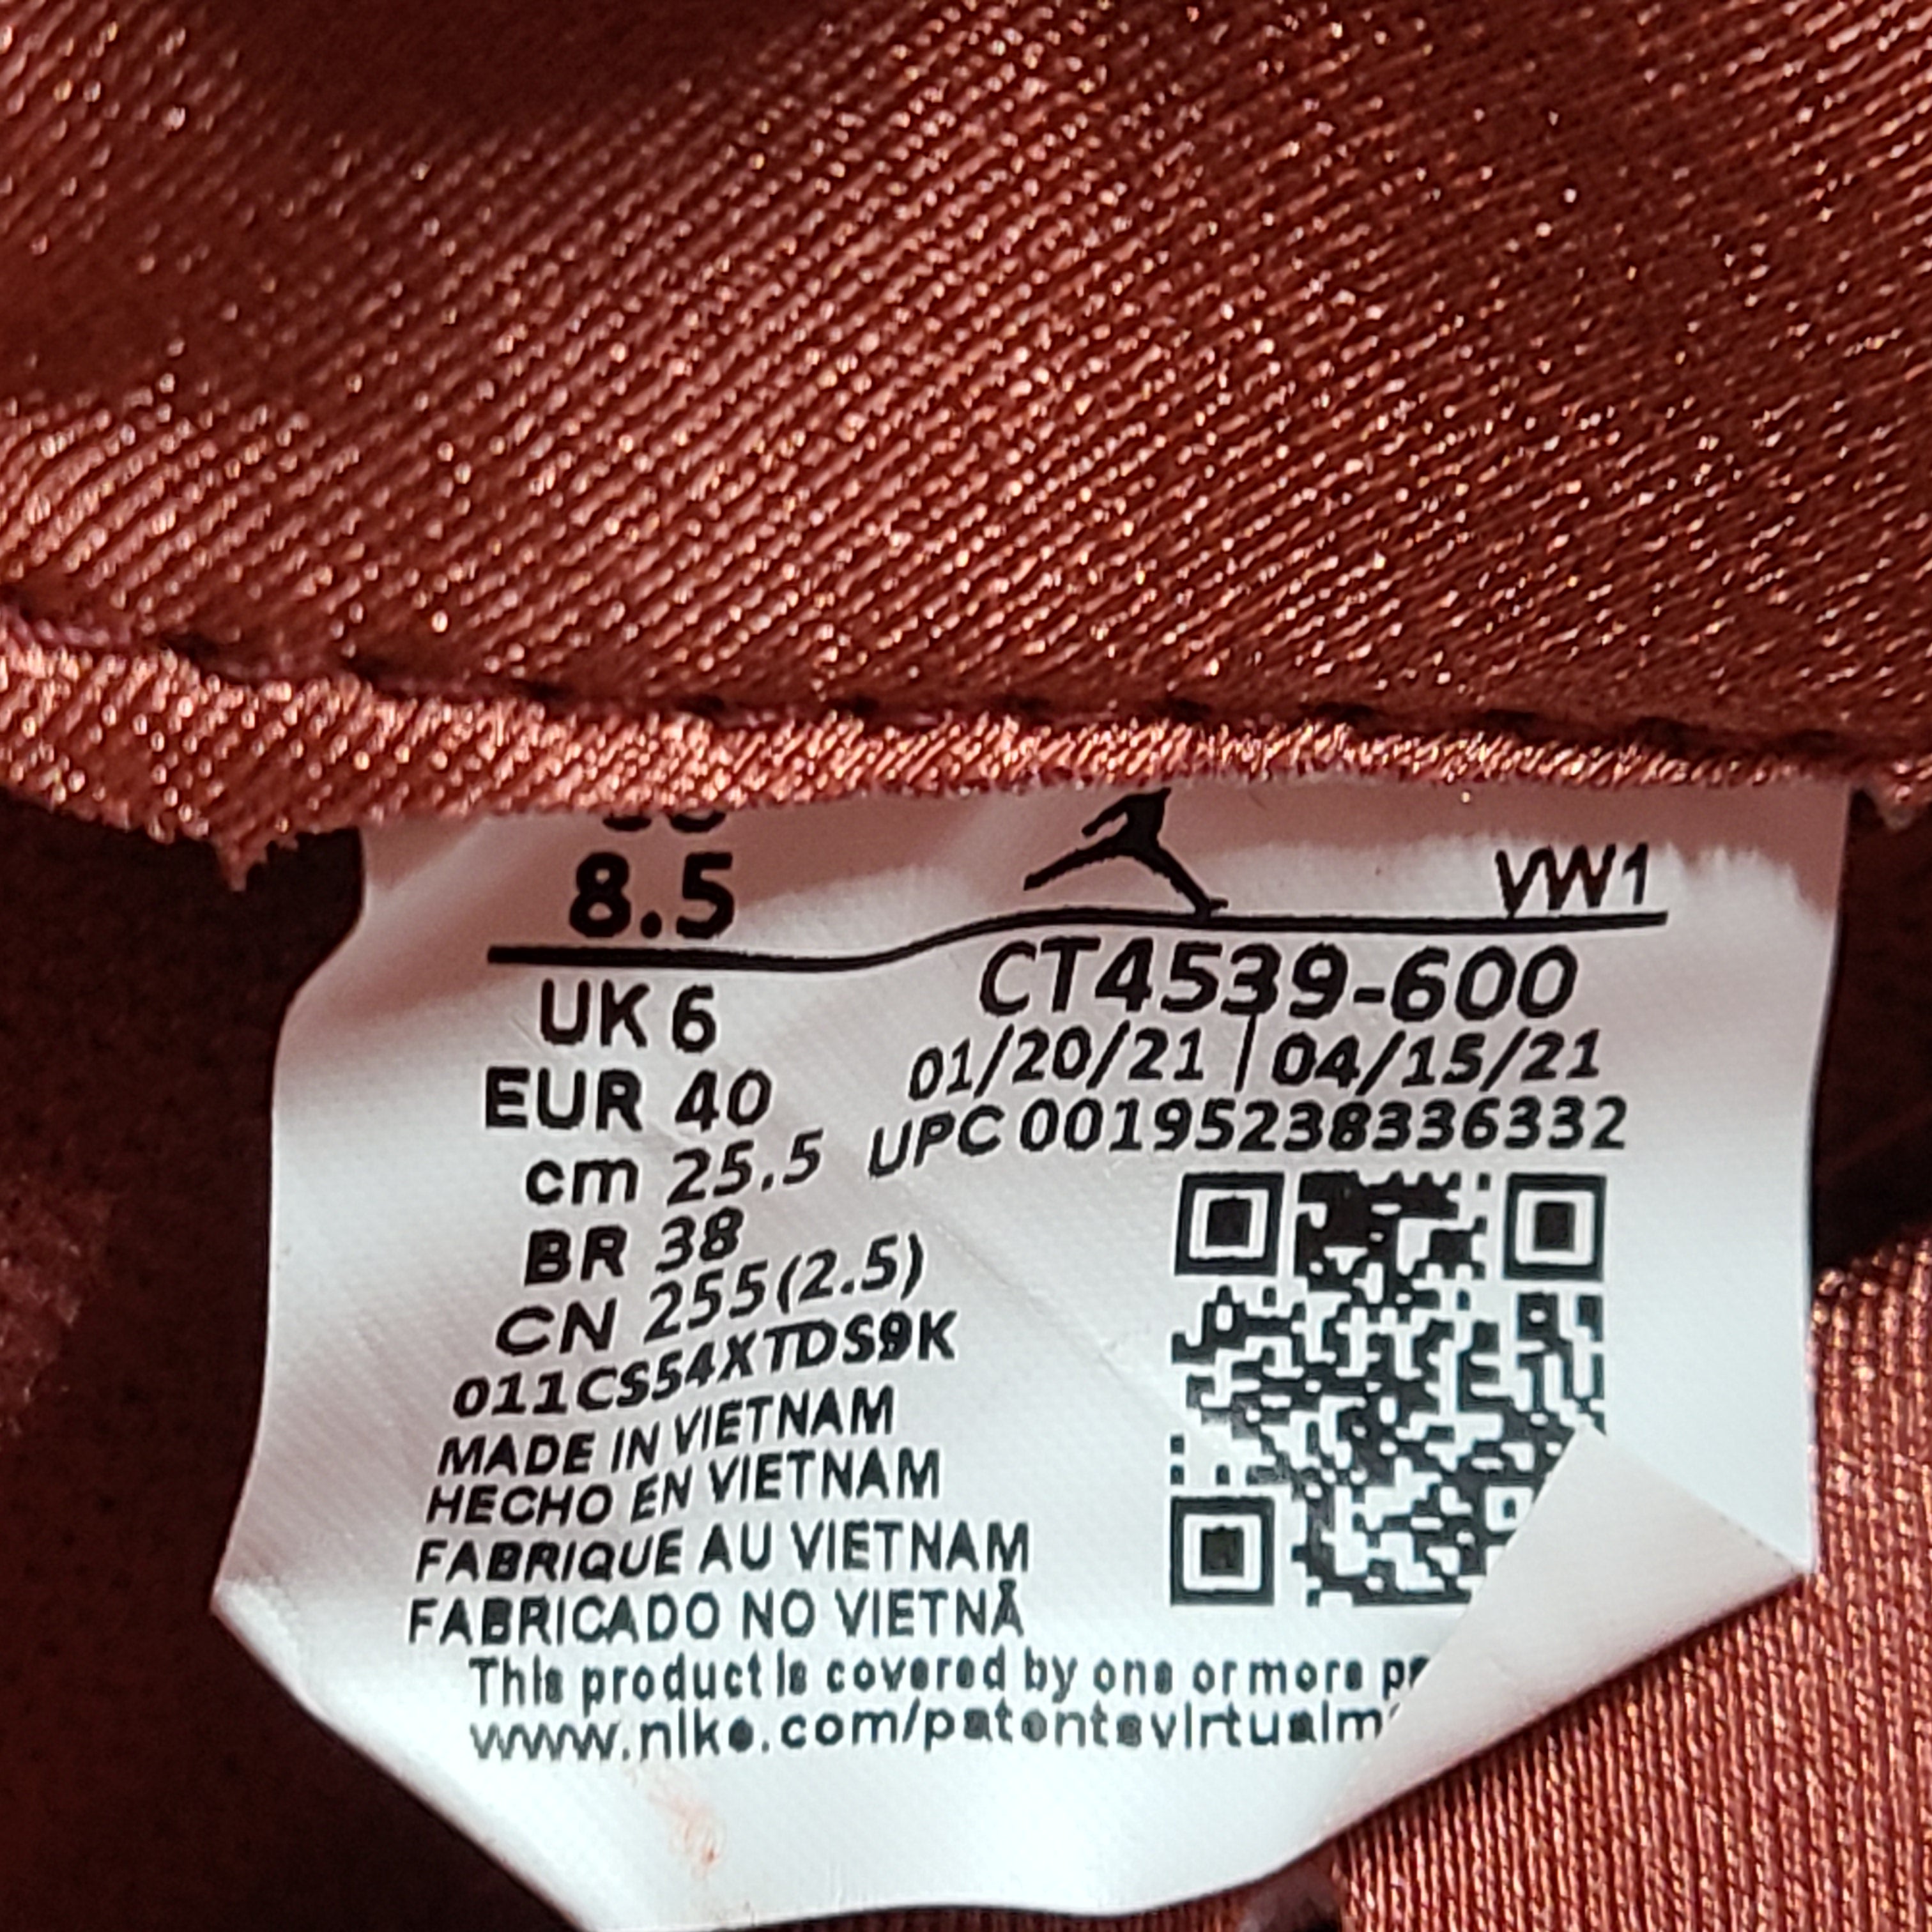 8.5
VW1
CT4539-600
UK 6
01/20/21 | 04/15/21
EUR 40
UPC 00195238336332
cm 25.5
BR 38
CN 255(2.5)
011CS54XTDS9K
MADE IN VIETNAM
HECHO EN VIETNAM
FABRIQUE AU VIETNAM
FABRICADO NO VIETNÃ
This product is covered by one or more
www.nike.com/patentsvirtualm